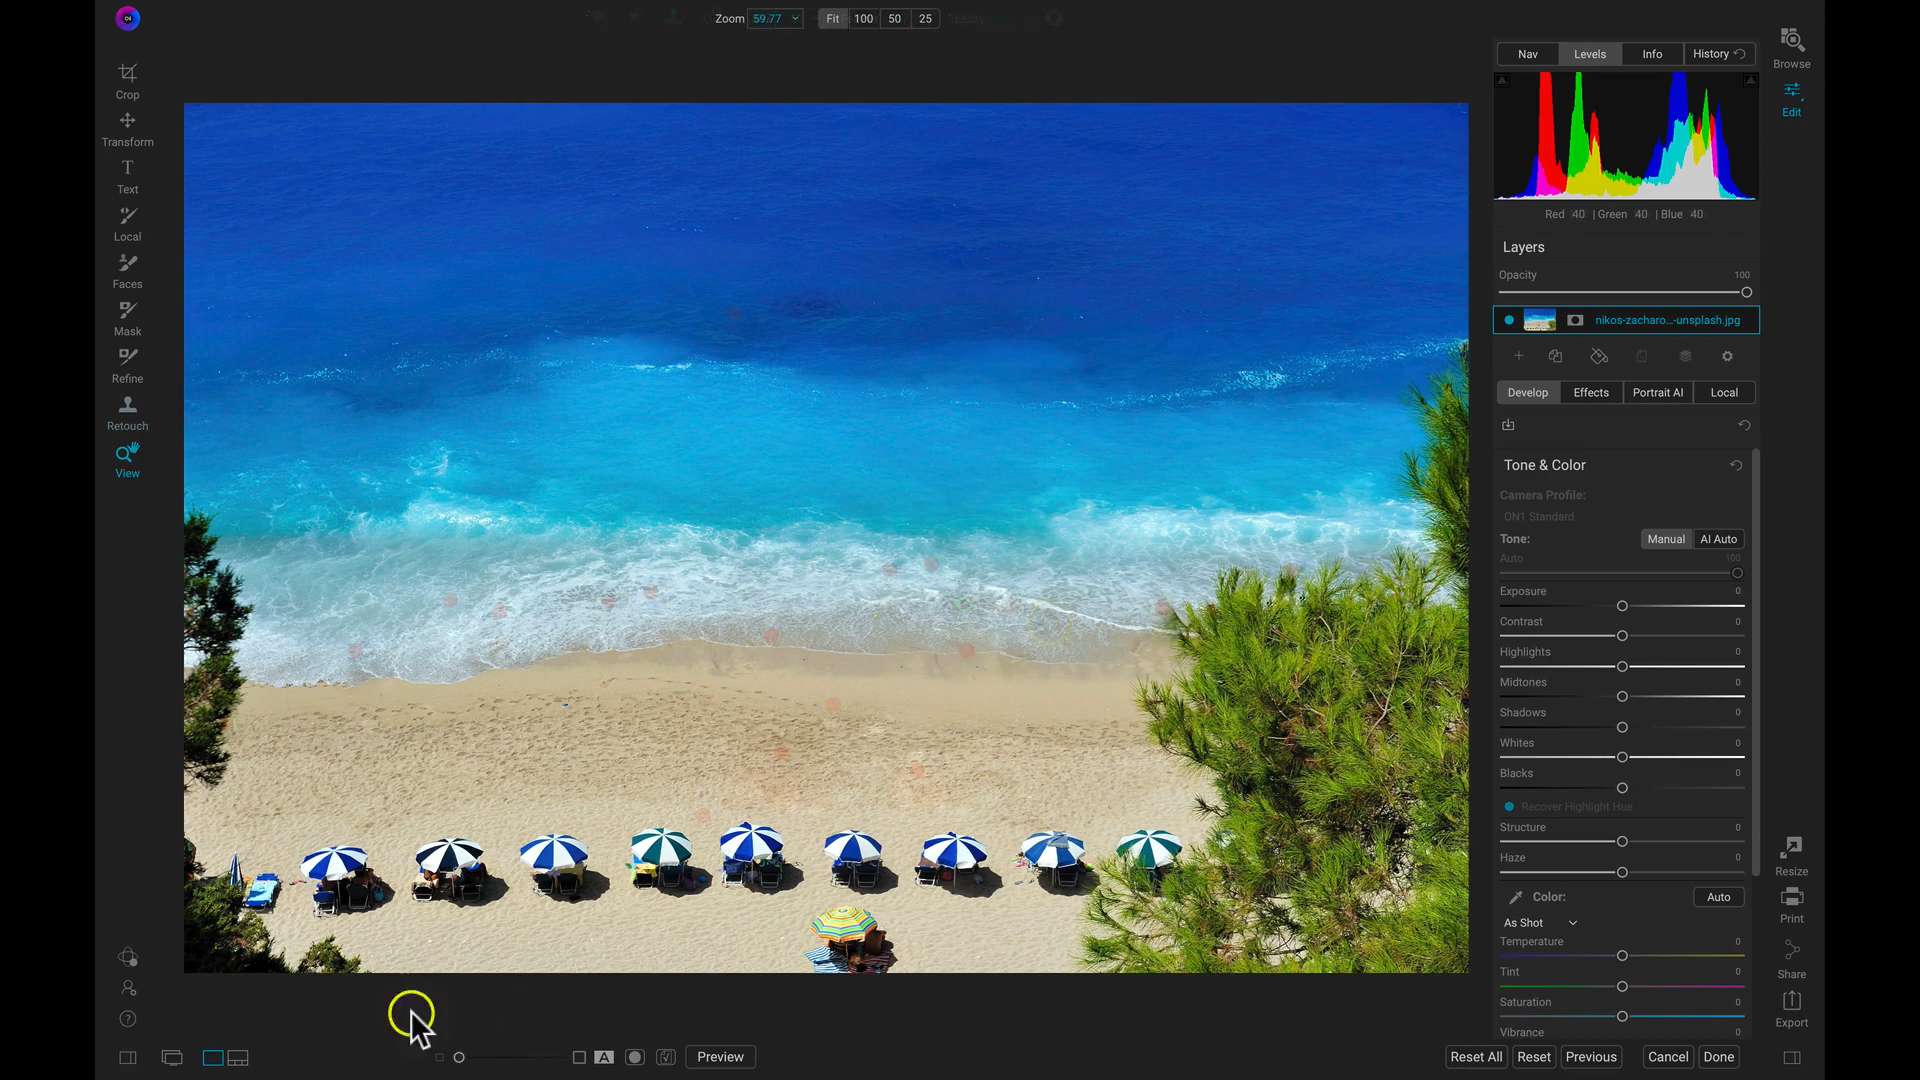 Zoom 59.77 Fit 100 50 25
Crop
Transform
Text
Local
Faces
Mask
Refine
Retouch
View
Nav Levels Info History
Red 40 | Green 40 | Blue 40
Layers
Opacity 100
nikos-zacharo...-unsplash.jpg
Develop Effects Portrait AI Local
Tone & Color
Camera Profile:
ON1 Standard
Tone: Manual AI Auto
Auto 100
Exposure 0
Contrast 0
Highlights 0
Midtones 0
Shadows 0
Whites 0
Blacks 0
Recover Highlight Hue
Structure 0
Haze 0
Color: Auto
As Shot
Temperature 0
Tint 0
Saturation 0
Vibrance
Browse
Edit
Resize
Print
Share
Export
A Preview
Reset All Reset Previous Cancel Done